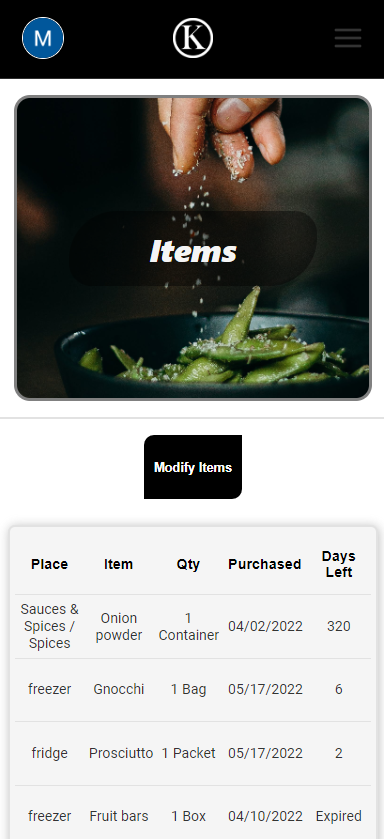 M K
Items
Modify Items
Place Item Qty Purchased Days Left
Sauces & Spices / Spices Onion powder 1 Container 04/02/2022 320
freezer Gnocchi 1 Bag 05/17/2022 6
fridge Prosciutto 1 Packet 05/17/2022 2
freezer Fruit bars 1 Box 04/10/2022 Expired